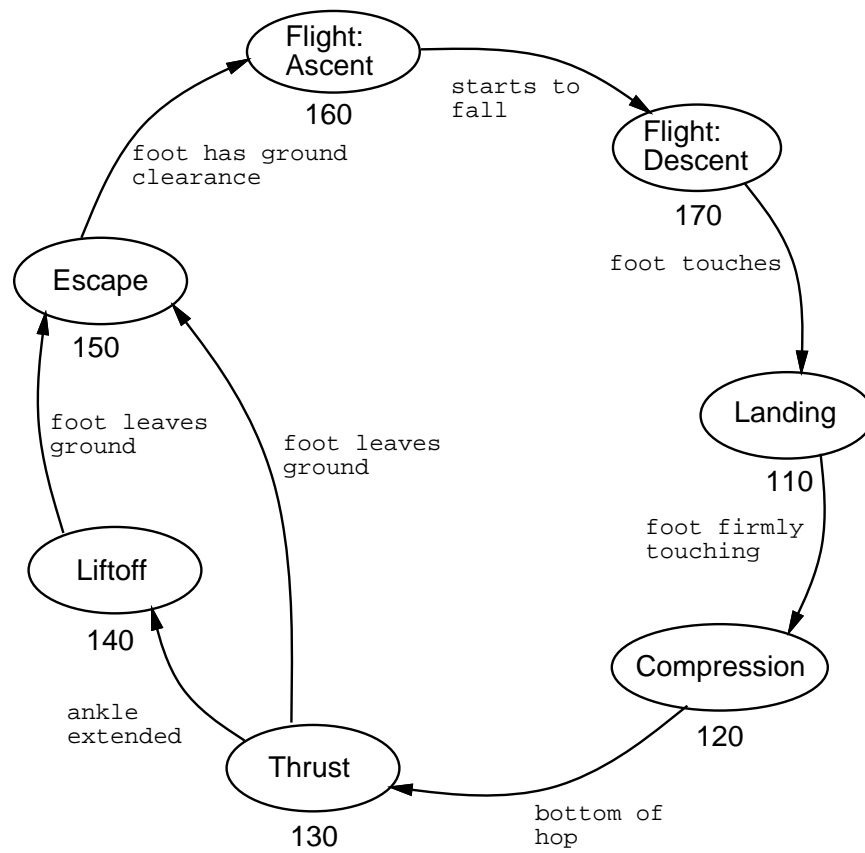 Flight:
Ascent
160
starts to
fall
Flight:
Descent
170
foot touches
Landing
110
foot firmly
touching
Compression
120
bottom of
hop
Thrust
130
ankle
extended
Liftoff
140
foot leaves
ground
foot leaves
ground
Escape
150
foot has ground
clearance